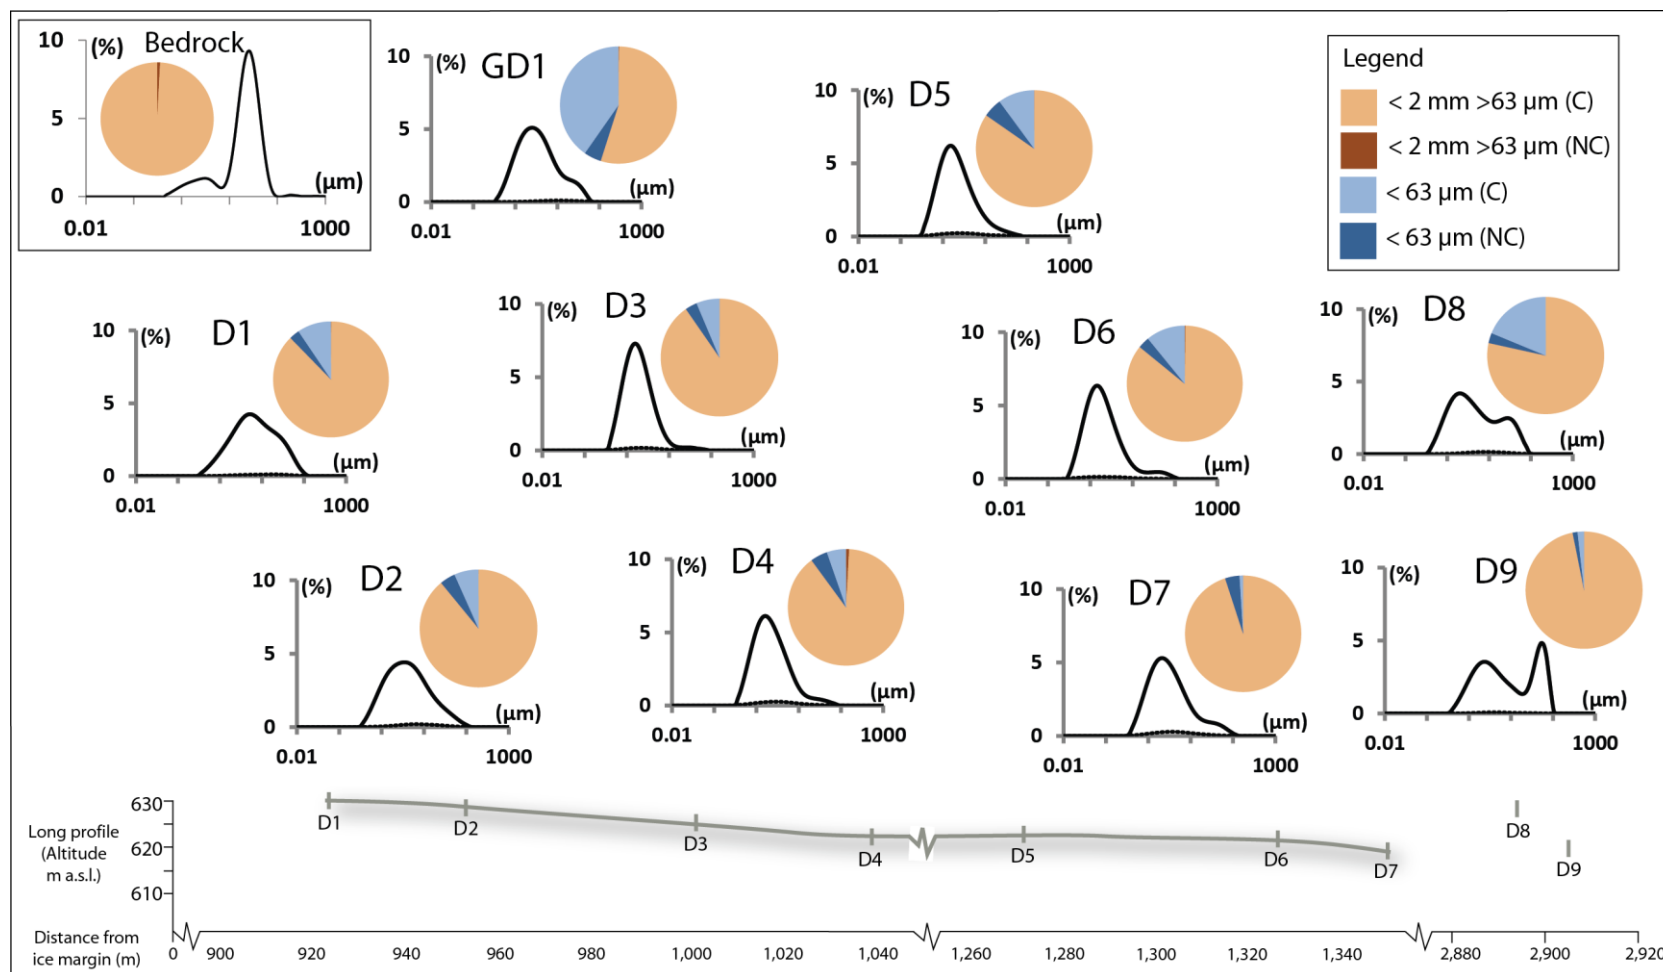 10
(%)
Bedrock
5
0
(µm)
0.01
1000
10
(%)
GD1
5
0
(µm)
0.01
1000
10
(%)
D5
5
0
(µm)
0.01
1000
Legend
< 2 mm >63 µm (C)
< 2 mm >63 µm (NC)
< 63 µm (C)
< 63 µm (NC)
10
(%)
D1
5
0
(µm)
0.01
1000
10
(%)
D3
5
0
(µm)
0.01
1000
10
(%)
D6
5
0
(µm)
0.01
1000
10
(%)
D8
5
0
(µm)
0.01
1000
10
(%)
D2
5
0
(µm)
0.01
1000
10
(%)
D4
5
0
(µm)
0.01
1000
10
(%)
D7
5
0
(µm)
0.01
1000
10
(%)
D9
5
0
(µm)
0.01
1000
Long profile
(Altitude
m a.s.l.)
630
620
610
D1
D2
D3
D4
D5
D6
D7
D8
D9
Distance from
ice margin (m)
0 900 920 940 960 980 1,000 1,020 1,040 1,260 1,280 1,300 1,320 1,340 2,880 2,900 2,920